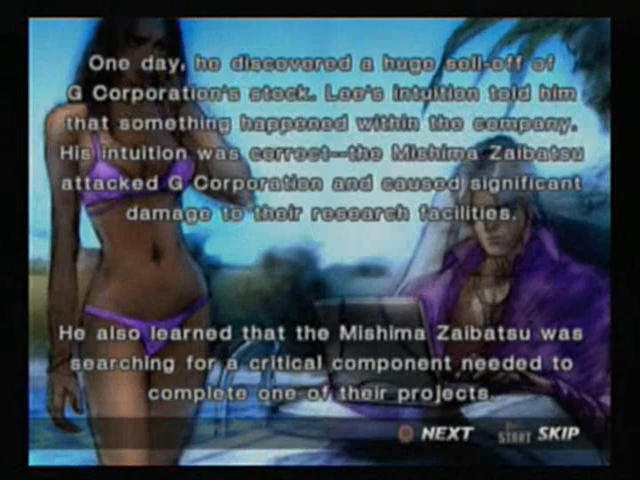 One day, he discovered a huge sell-off of
G Corporation's stock. Lee's intuition told him
that something happened within the company.
His intuition was correct--the Mishima Zaibatsu
attacked G Corporation and caused significant
damage to their research facilities.
He also learned that the Mishima Zaibatsu was
searching for a critical component needed to
complete one of their projects.
NEXT START SKIP